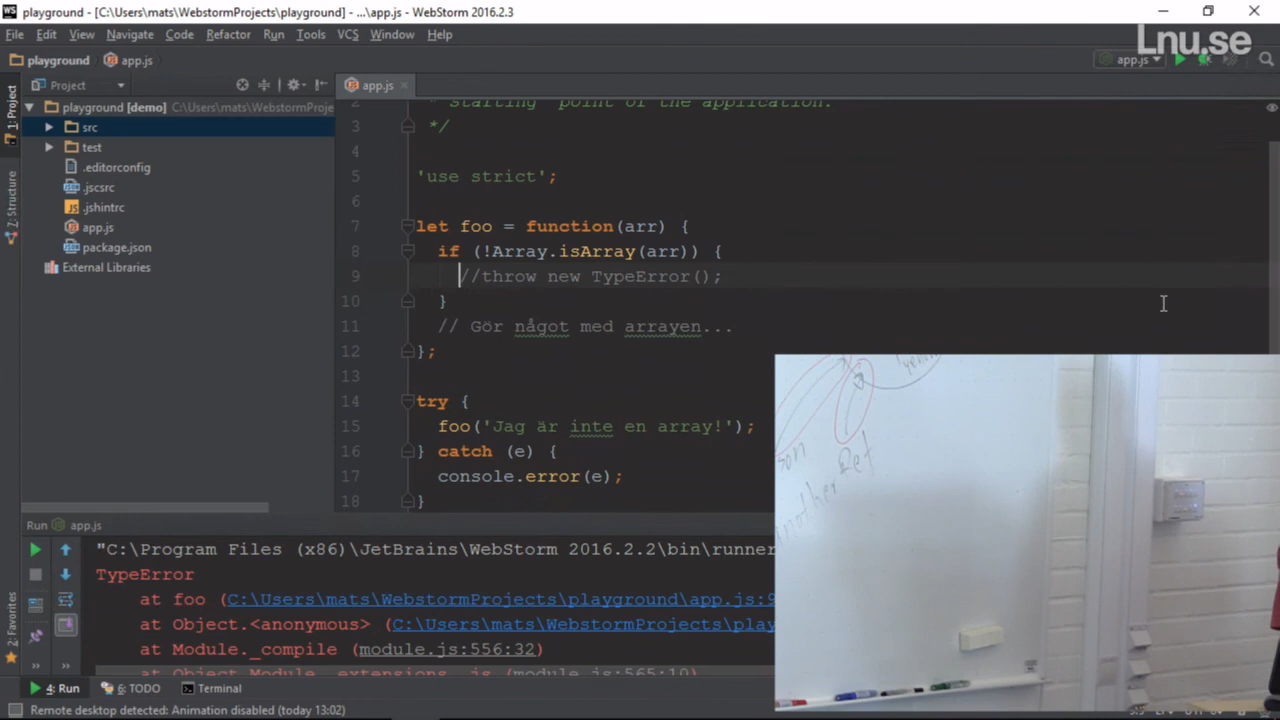 playground - [C:\Users\mats\WebstormProjects\playground] - ...\app.js - WebStorm 2016.2.3
File Edit View Navigate Code Refactor Run Tools VCS Window Help
Lnu.se
playground app.js
app.js
Project
app.js
1: Project
7: Structure
2: Favorites
playground [demo] C:\Users\mats\WebstormProje
src
test
.editorconfig
.jscsrc
.jshintrc
app.js
package.json
External Libraries
2 * Starting point of the application.
3 */
4
5 'use strict';
6
7 let foo = function(arr) {
8 if (!Array.isArray(arr)) {
9 //throw new TypeError();
10 }
11 // Gör något med arrayen...
12 };
13
14 try {
15 foo('Jag är inte en array!');
16 } catch (e) {
17 console.error(e);
18 }
Another Pet
Run app.js
"C:\Program Files (x86)\JetBrains\WebStorm 2016.2.2\bin\runner
TypeError
at foo (C:\Users\mats\WebstormProjects\playground\app.js:9
at Object.<anonymous> (C:\Users\mats\WebstormProjects\play
at Module._compile (module.js:556:32)
at Object.Module._extensions..js (module.js:565:10)
4: Run 6: TODO Terminal
Remote desktop detected: Animation disabled (today 13:02)